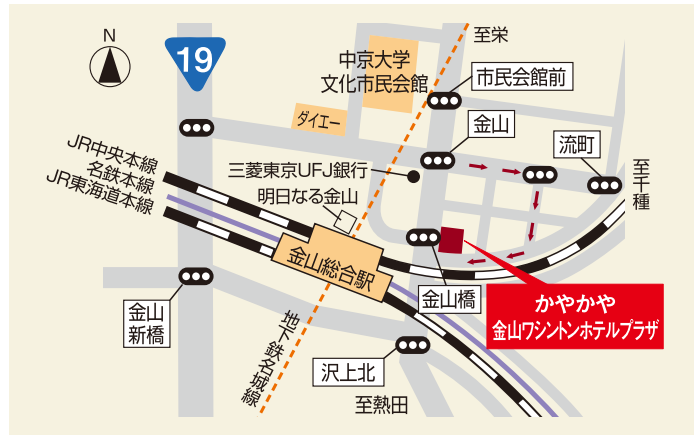 N
19
至栄
中京大学
文化市民会館
市民会館前
ダイエー
金山
流町
JR中央本線
名鉄本線
JR東海道本線
三菱東京UFJ銀行
明日なる金山
至千種
金山総合駅
金山橋
かやかや
金山ワシントンホテルプラザ
金山
新橋
地下鉄名城線
沢上北
至熱田